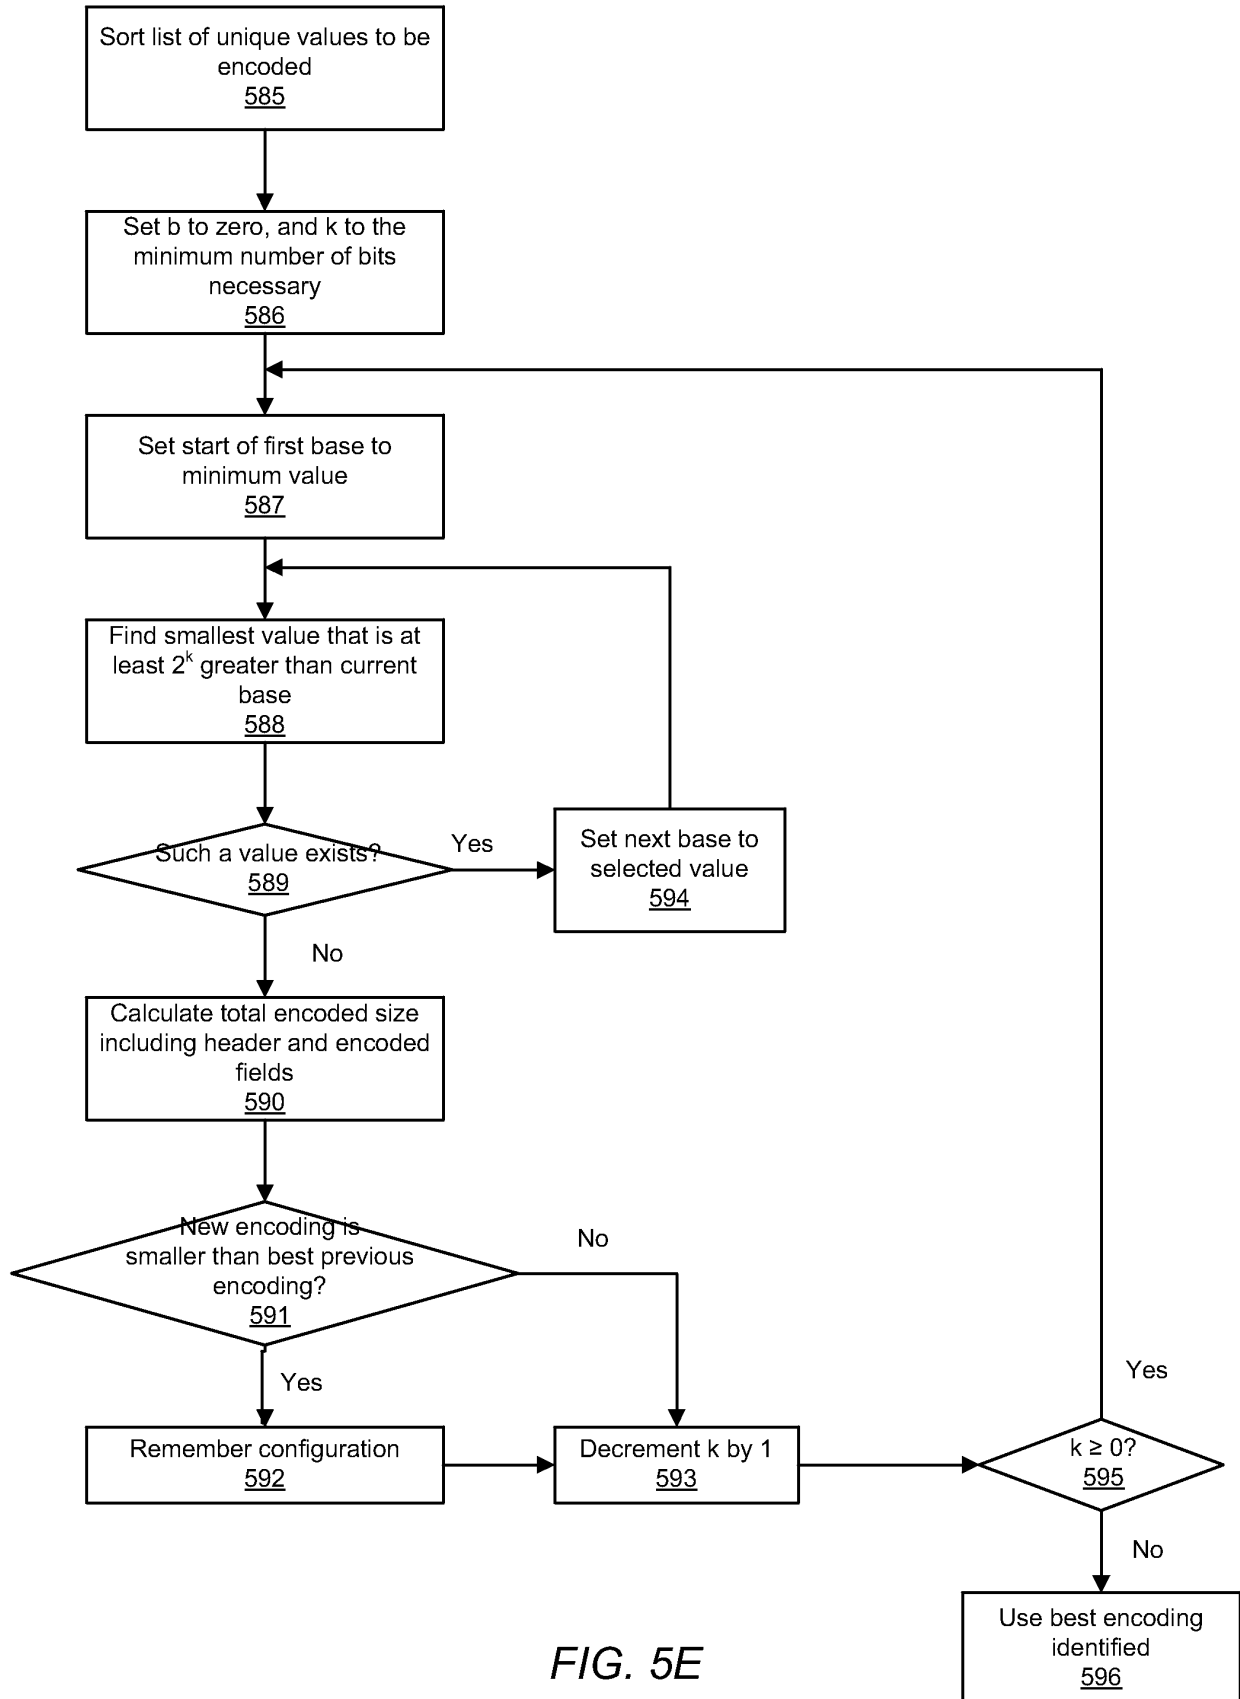 Sort list of unique values to be
encoded
585
Set b to zero, and k to the
minimum number of bits
necessary
586
Set start of first base to
minimum value
587
Find smallest value that is at
least 2^k greater than current
base
588
Such a value exists?
589
Yes
Set next base to
selected value
594
No
Calculate total encoded size
including header and encoded
fields
590
New encoding is
smaller than best previous
encoding?
591
No
Yes
Remember configuration
592
Decrement k by 1
593
k ≥ 0?
595
Yes
No
Use best encoding
identified
596
FIG. 5E